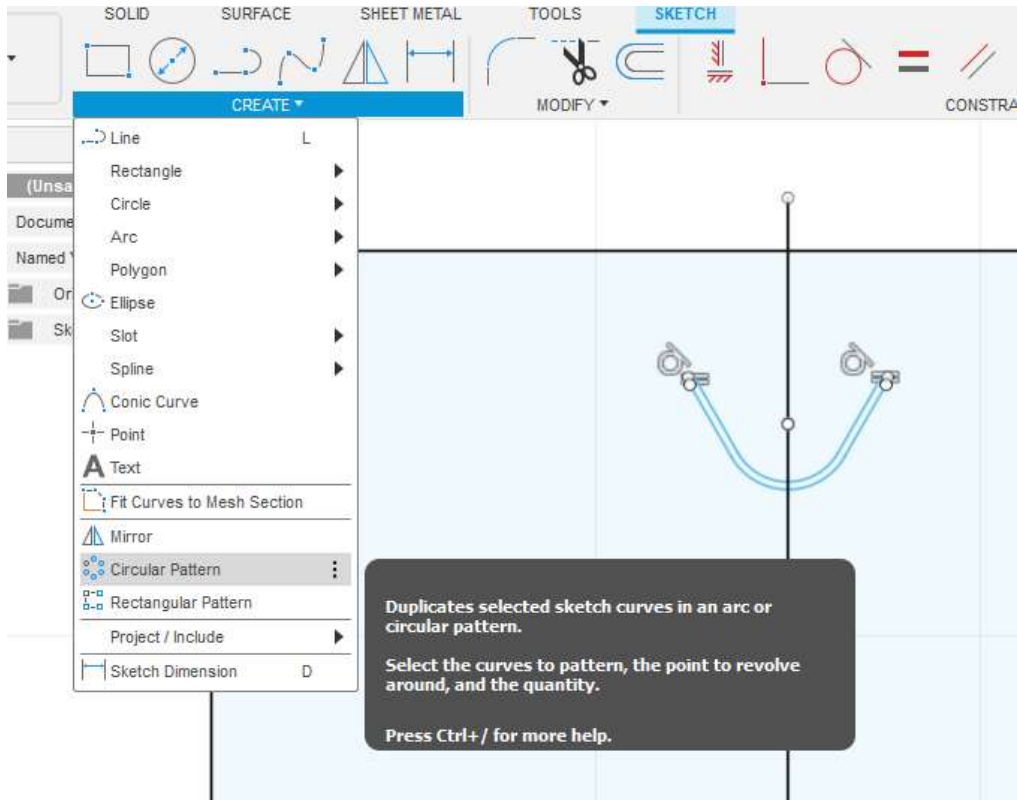 SOLID SURFACE SHEET METAL TOOLS SKETCH
CREATE ▾ MODIFY ▾ CONSTRA
Line L
Rectangle
(Unsa
Circle
Docume
Arc
Named
Polygon
Or
Ellipse
Sk
Slot
Spline
Conic Curve
Point
A Text
Fit Curves to Mesh Section
Mirror
Circular Pattern
Rectangular Pattern
Project / Include
Sketch Dimension D
Duplicates selected sketch curves in an arc or
circular pattern.
Select the curves to pattern, the point to revolve
around, and the quantity.
Press Ctrl+/ for more help.